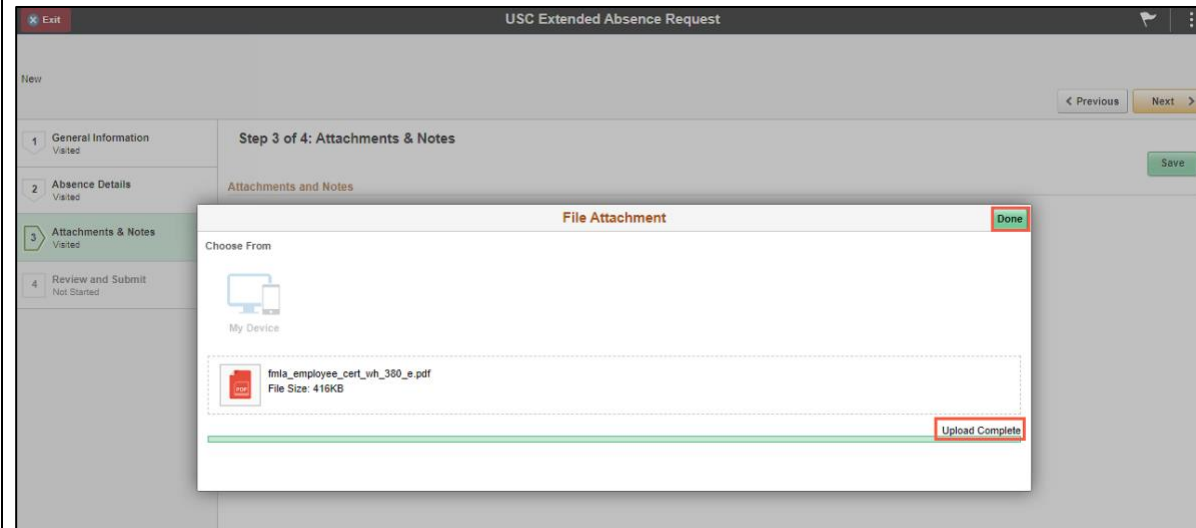 Exit
USC Extended Absence Request
New
Previous
Next
1 General Information
Visited
2 Absence Details
Visited
3 Attachments & Notes
Visited
4 Review and Submit
Not Started
Step 3 of 4: Attachments & Notes
Save
Attachments and Notes
File Attachment
Done
Choose From
My Device
PDF
fmla_employee_cert_wh_380_e.pdf
File Size: 416KB
Upload Complete